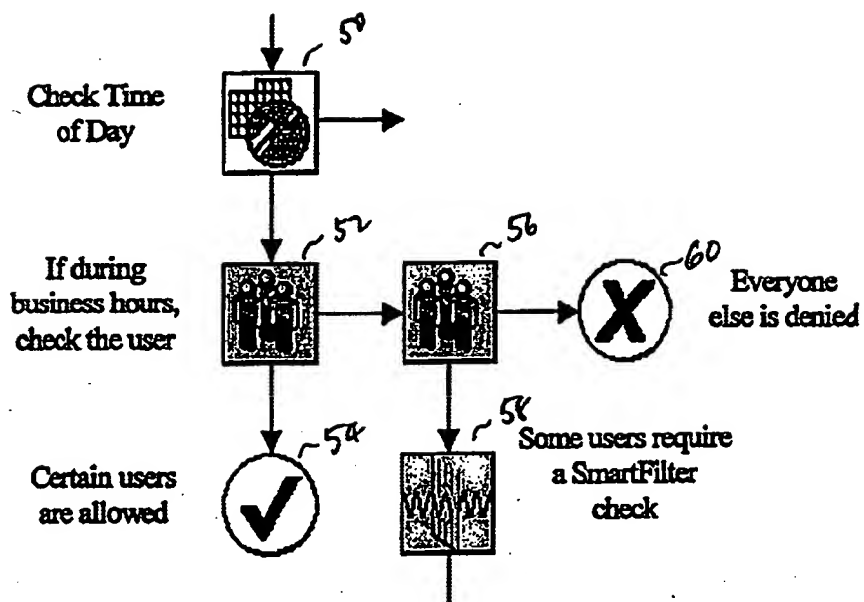 50
Check Time
of Day
52
56
60
If during
business hours,
check the user
Everyone
else is denied
X
54
58
Certain users
are allowed
Some users require
a SmartFilter
check